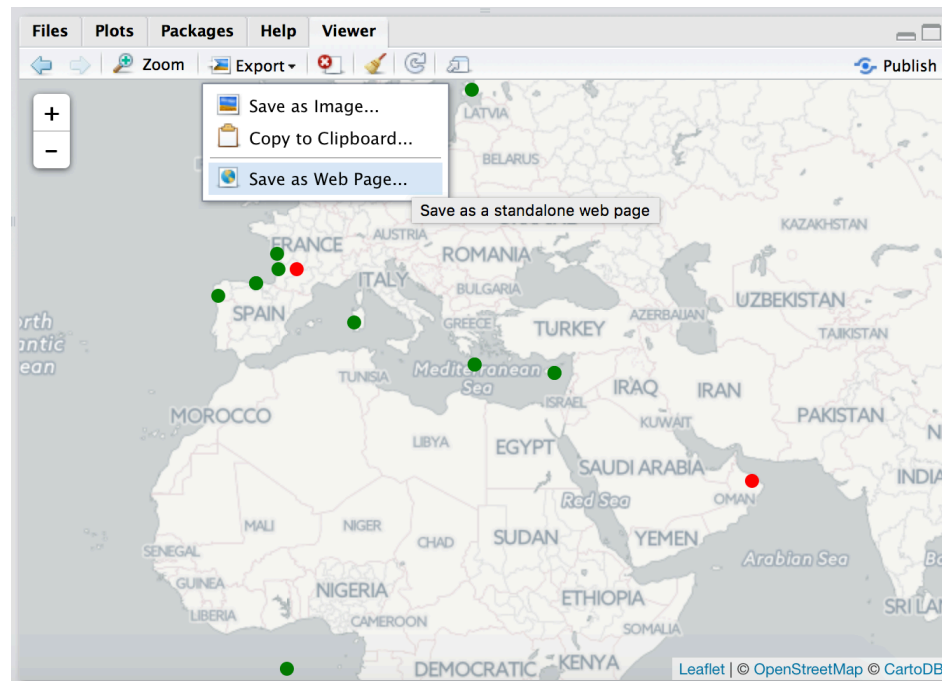 Files Plots Packages Help Viewer
Zoom Export Publish
+
−
Save as Image...
Copy to Clipboard...
Save as Web Page...
Save as a standalone web page
LATVIA
BELARUS
KAZAKHSTAN
FRANCE
AUSTRIA
ROMANIA
ITALY
BULGARIA
UZBEKISTAN
SPAIN
GREECE
TURKEY
AZERBAIJAN
TAJIKISTAN
rth
antic
ean
TUNISIA
Mediterranean
Sea
ISRAEL
IRAQ
IRAN
MOROCCO
KUWAIT
PAKISTAN
N
LIBYA
EGYPT
SAUDI ARABIA
INDIA
Red Sea
OMAN
MALI
NIGER
CHAD
SUDAN
YEMEN
SENEGAL
Arabian Sea
Ba
GUINEA
NIGERIA
ETHIOPIA
LIBERIA
CAMEROON
SRI LAN
SOMALIA
DEMOCRATIC
KENYA
Leaflet | © OpenStreetMap © CartoDB